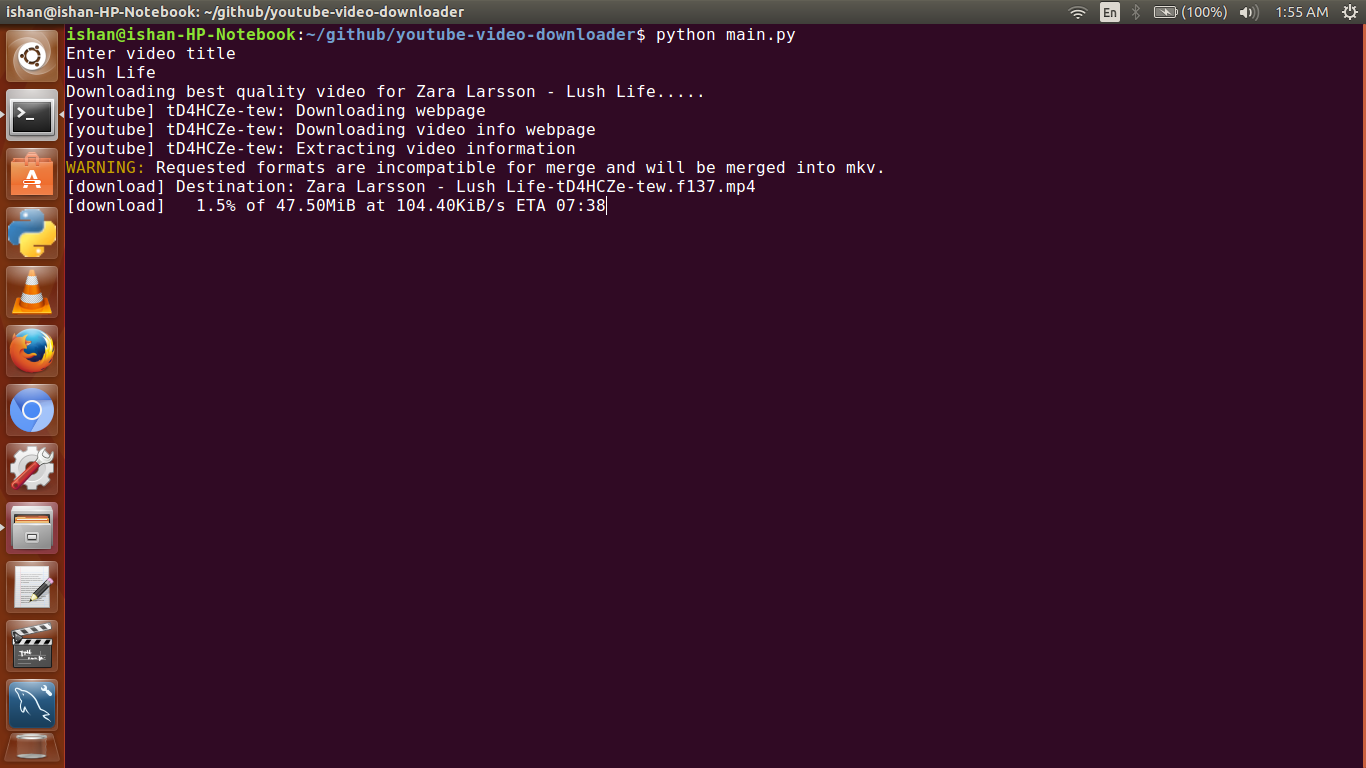 ishan@ishan-HP-Notebook: ~/github/youtube-video-downloader
En
(100%)
1:55 AM
ishan@ishan-HP-Notebook:~/github/youtube-video-downloader$ python main.py
Enter video title
Lush Life
Downloading best quality video for Zara Larsson - Lush Life.....
[youtube] tD4HCZe-tew: Downloading webpage
[youtube] tD4HCZe-tew: Downloading video info webpage
[youtube] tD4HCZe-tew: Extracting video information
WARNING: Requested formats are incompatible for merge and will be merged into mkv.
[download] Destination: Zara Larsson - Lush Life-tD4HCZe-tew.f137.mp4
[download]   1.5% of 47.50MiB at 104.40KiB/s ETA 07:38